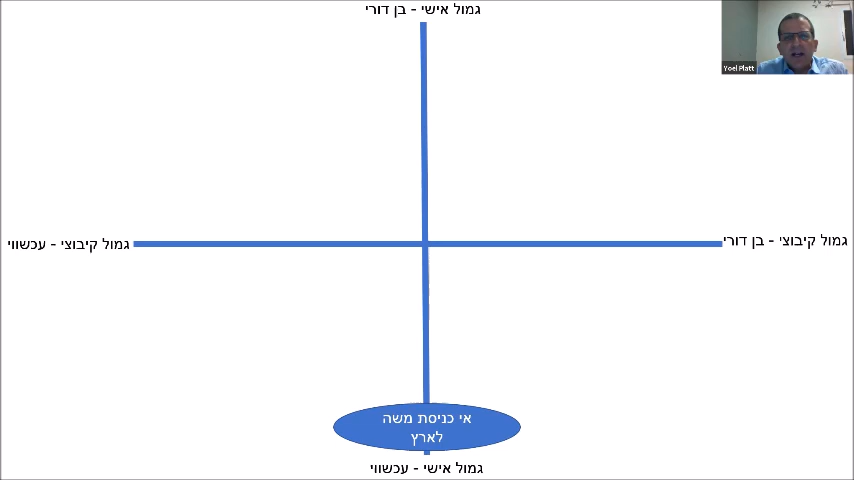 גמול אישי - בן דורי
Yoel Platt
גמול קיבוצי - בן דורי
גמול קיבוצי - עכשווי
אי כניסת משה
לארץ
גמול אישי - עכשווי